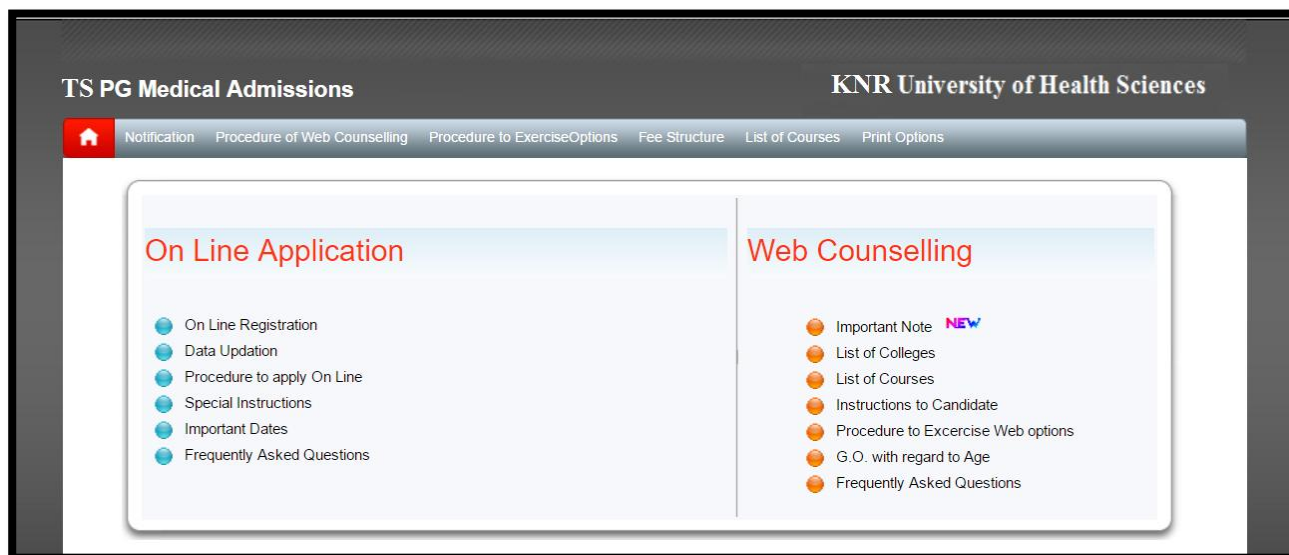 TS PG Medical Admissions
KNR University of Health Sciences
Notification Procedure of Web Counselling Procedure to ExerciseOptions Fee Structure List of Courses Print Options
On Line Application
On Line Registration
Data Updation
Procedure to apply On Line
Special Instructions
Important Dates
Frequently Asked Questions
Web Counselling
Important Note NEW
List of Colleges
List of Courses
Instructions to Candidate
Procedure to Excercise Web options
G.O. with regard to Age
Frequently Asked Questions